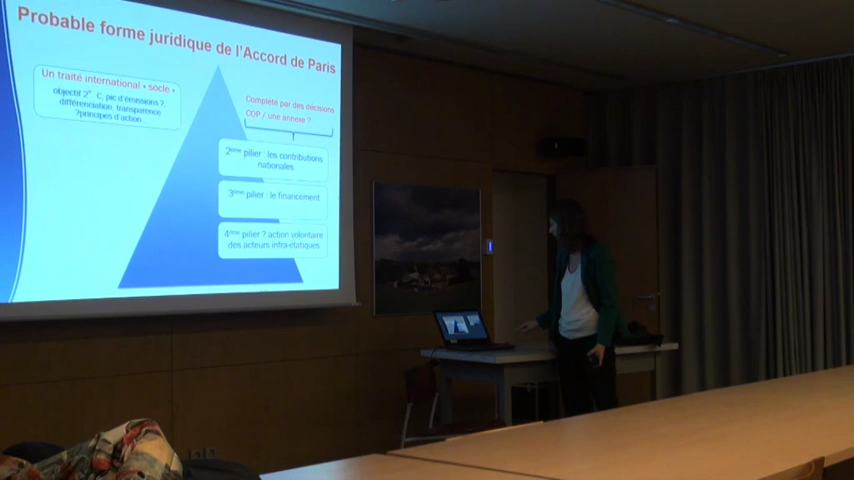 Probable forme juridique de l'Accord de Paris
Un traité international « socle »
objectif 2° C, pic d'émissions ?,
différenciation, transparence
?principes d'action...
Complété par des décisions
COP / une annexe ?
2ème pilier : les contributions
nationales
3ième pilier : le financement
4ème pilier ? action volontaire
des acteurs infra-étatiques